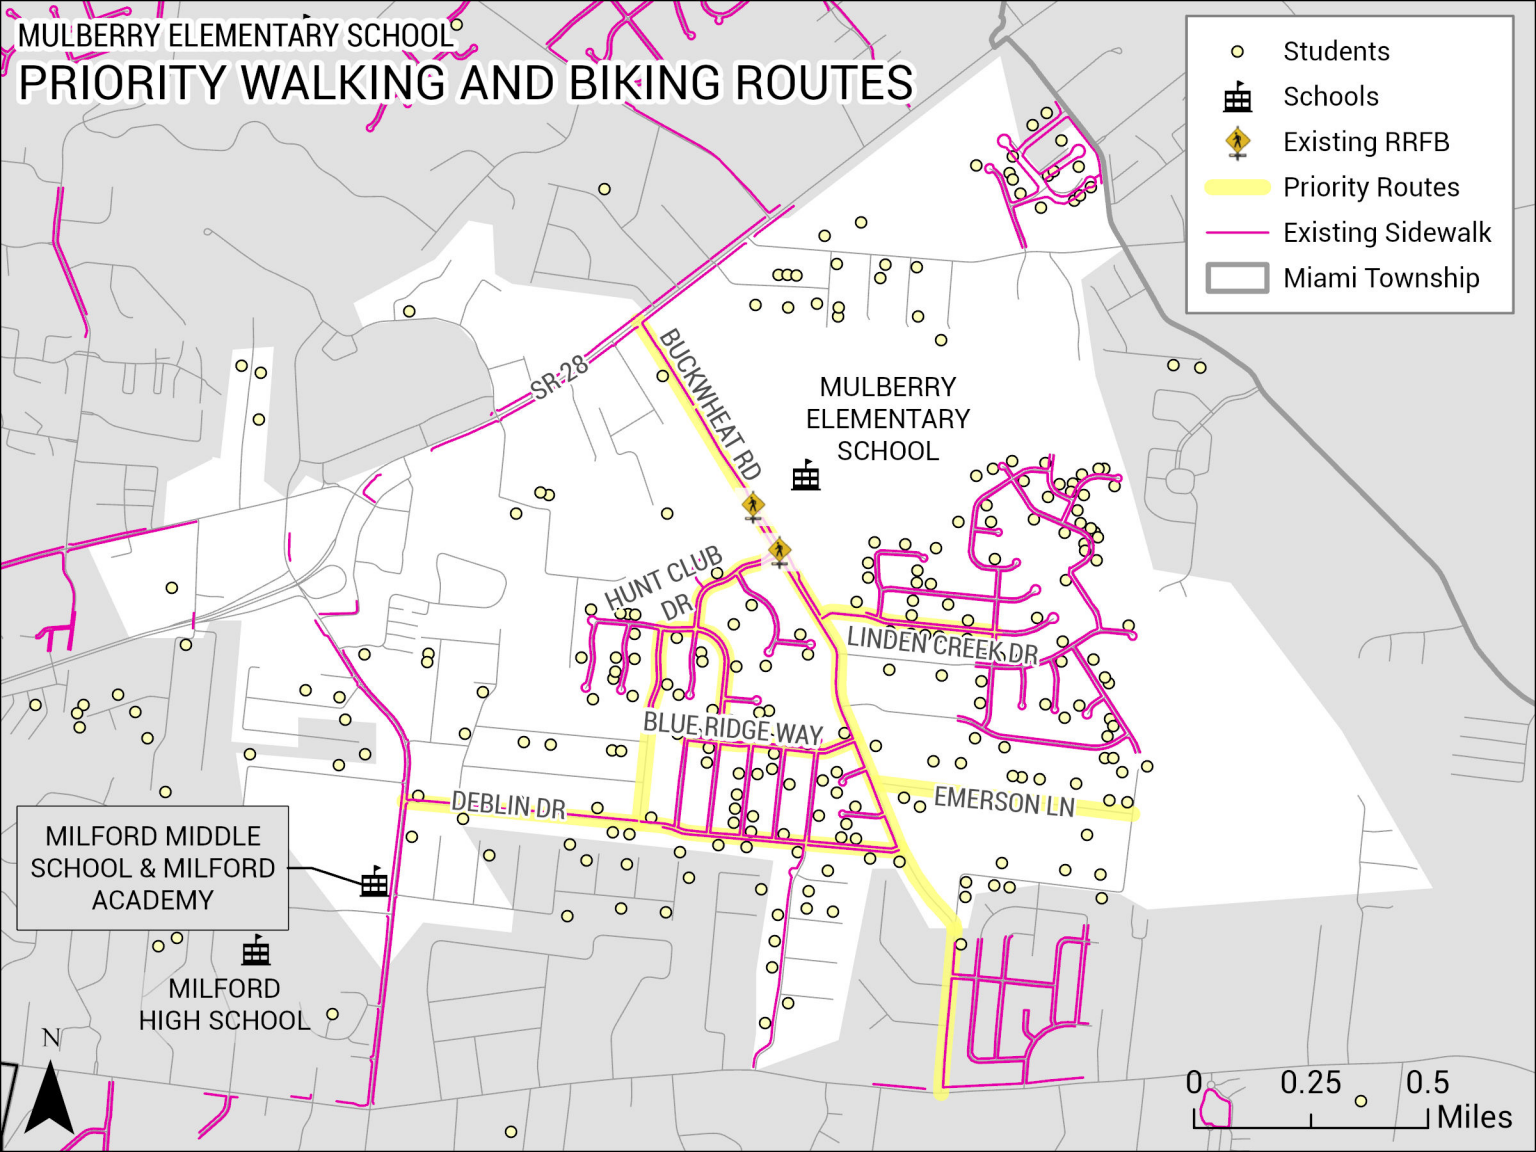 MULBERRY ELEMENTARY SCHOOL
PRIORITY WALKING AND BIKING ROUTES
Students
Schools
Existing RRFB
Priority Routes
Existing Sidewalk
Miami Township
BUCKWHEAT RD
SR 28
MULBERRY
ELEMENTARY
SCHOOL
HUNT CLUB
DR
LINDEN CREEK DR
BLUE RIDGE WAY
DEBLIN DR
EMERSON LN
MILFORD MIDDLE
SCHOOL & MILFORD
ACADEMY
MILFORD
HIGH SCHOOL
N
0 0.25 0.5
Miles